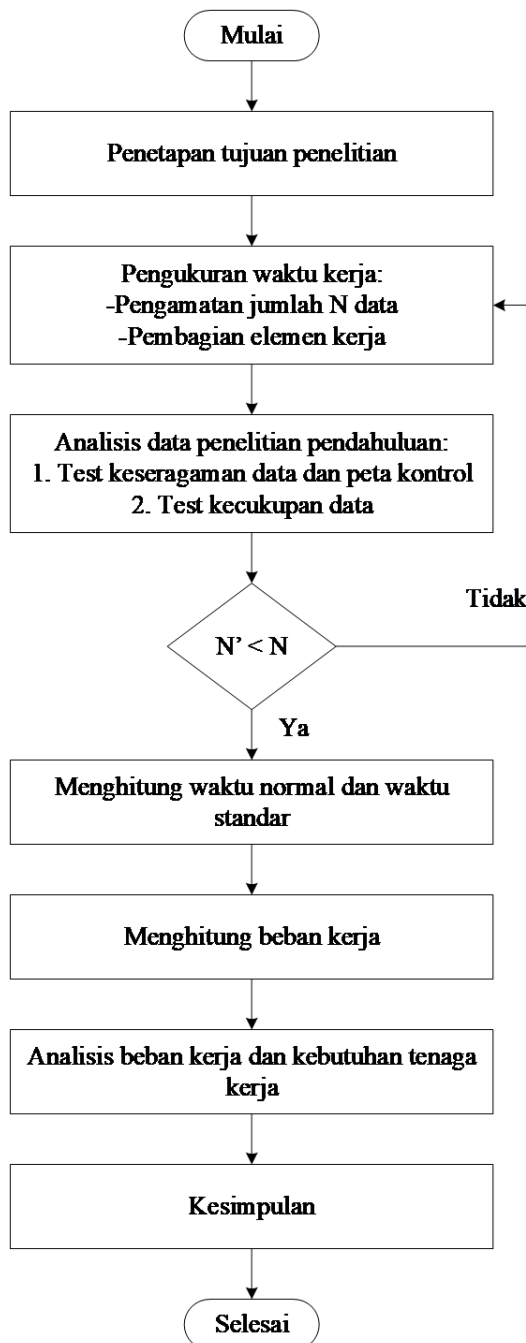 Mulai
Penetapan tujuan penelitian
Pengukuran waktu kerja:
-Pengamatan jumlah N data
-Pembagian elemen kerja
Analisis data penelitian pendahuluan:
1. Test keseragaman data dan peta kontrol
2. Test kecukupan data
N’ < N
Tidak
Ya
Menghitung waktu normal dan waktu
standar
Menghitung beban kerja
Analisis beban kerja dan kebutuhan tenaga
kerja
Kesimpulan
Selesai